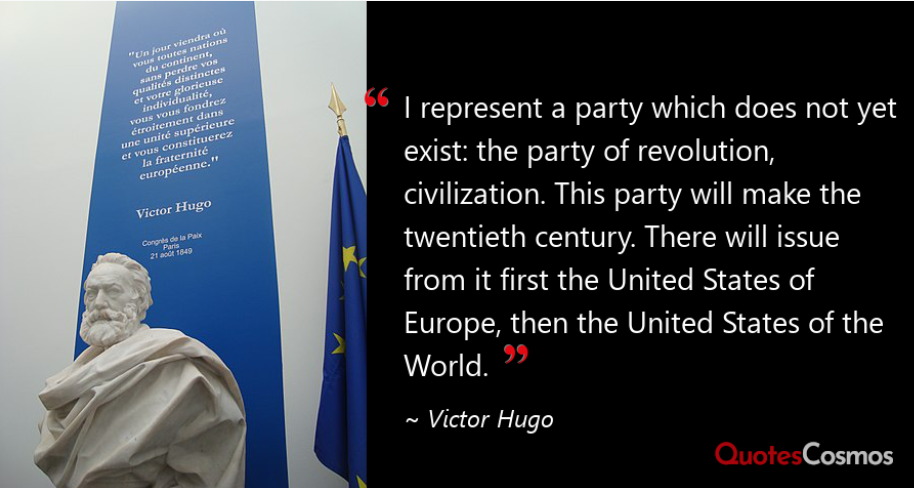 "Un jour viendra où
vous toutes nations
du continent,
sans perdre vos
qualités distinctes
et votre glorieuse
individualité,
vous vous fondrez
étroitement dans
une unité supérieure
et vous constituerez
la fraternité
européenne."
Victor Hugo
Congrès de la Paix
Paris
21 août 1849
“ I represent a party which does not yet
exist: the party of revolution,
civilization. This party will make the
twentieth century. There will issue
from it first the United States of
Europe, then the United States of the
World. ”
~ Victor Hugo
QuotesCosmos